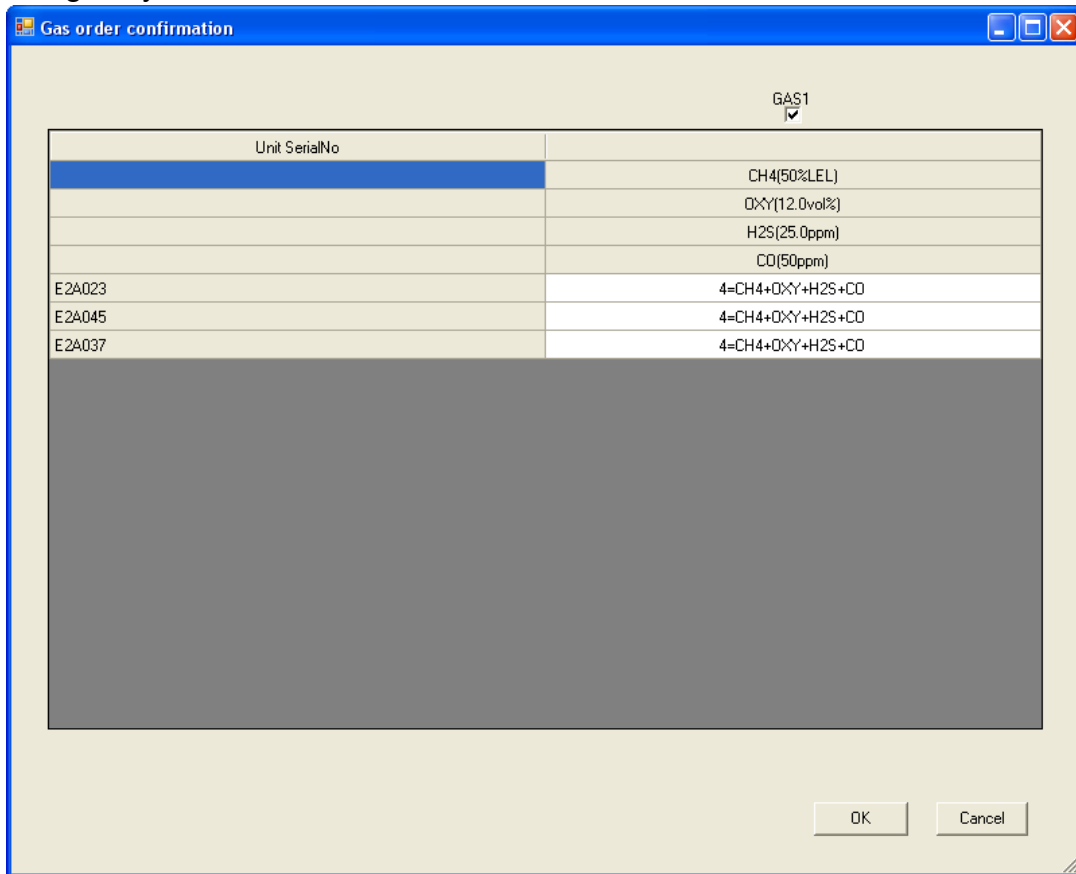 Gas order confirmation
GAS1
Unit SerialNo
CH4(50%LEL)
OXY(12.0vol%)
H2S(25.0ppm)
CO(50ppm)
E2A023 4=CH4+OXY+H2S+CO
E2A045 4=CH4+OXY+H2S+CO
E2A037 4=CH4+OXY+H2S+CO
OK Cancel